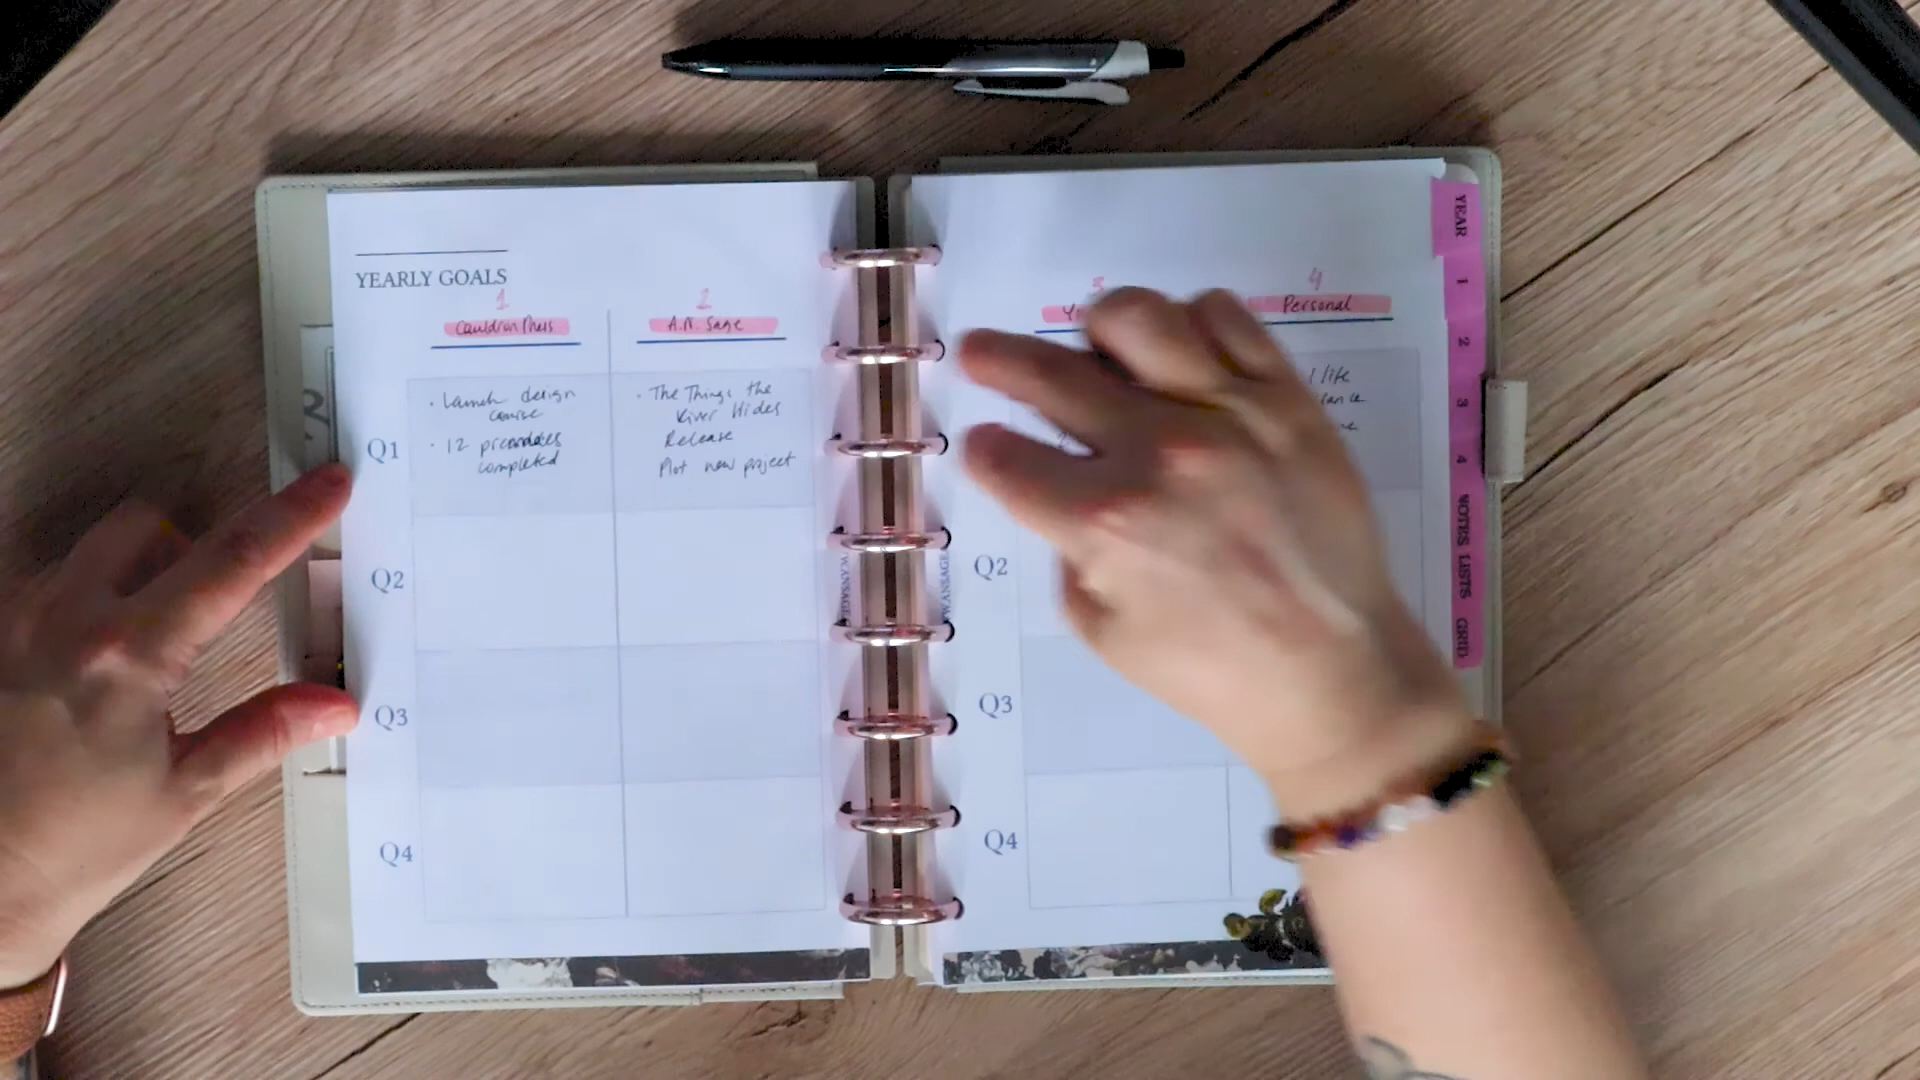 YEARLY GOALS
1
Cauldron Press
2
A.N. Sage
Q1
· Launch design
course
· 12 premades
completed
· The Things the
River Hides
Release
Plot new project
Q2
Q3
Q4
3
4
Personal
life
Q2
Q3
Q4
YEAR
1
2
3
4
NOTES
LISTS
GRID